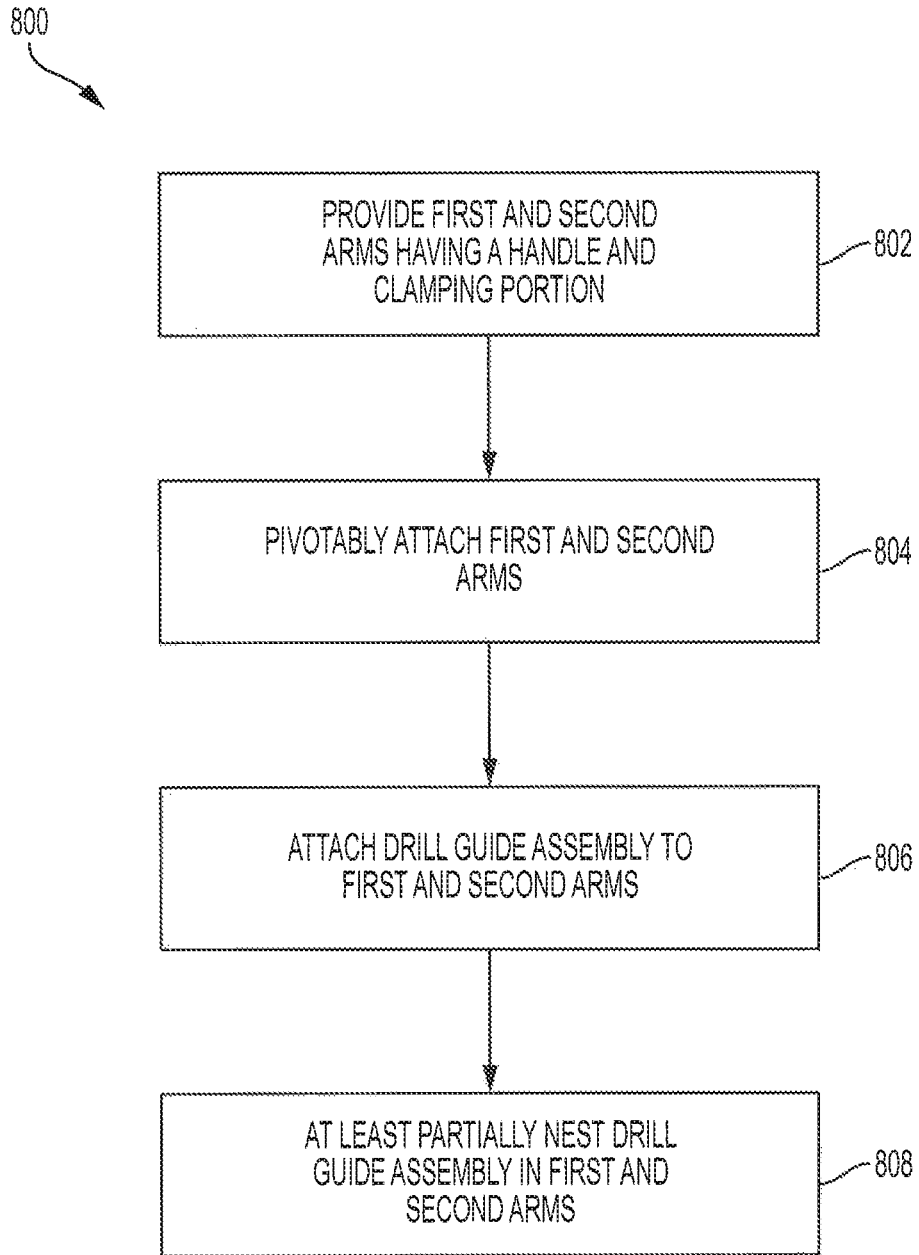 800
PROVIDE FIRST AND SECOND
ARMS HAVING A HANDLE AND
CLAMPING PORTION
802
PIVOTABLY ATTACH FIRST AND SECOND
ARMS
804
ATTACH DRILL GUIDE ASSEMBLY TO
FIRST AND SECOND ARMS
806
AT LEAST PARTIALLY NEST DRILL
GUIDE ASSEMBLY IN FIRST AND
SECOND ARMS
808